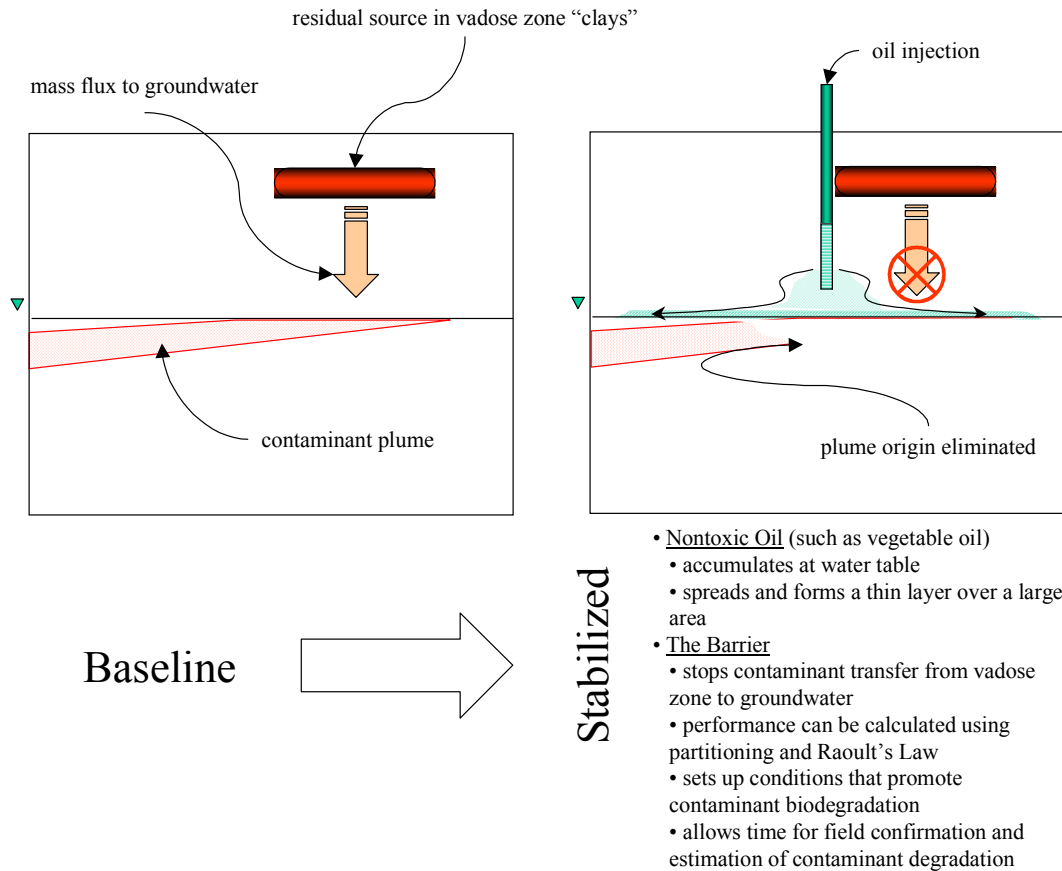 residual source in vadose zone “clays”
mass flux to groundwater
contaminant plume
oil injection
plume origin eliminated
Baseline
Stabilized
• Nontoxic Oil (such as vegetable oil)
• accumulates at water table
• spreads and forms a thin layer over a large
area
• The Barrier
• stops contaminant transfer from vadose
zone to groundwater
• performance can be calculated using
partitioning and Raoult’s Law
• sets up conditions that promote
contaminant biodegradation
• allows time for field confirmation and
estimation of contaminant degradation